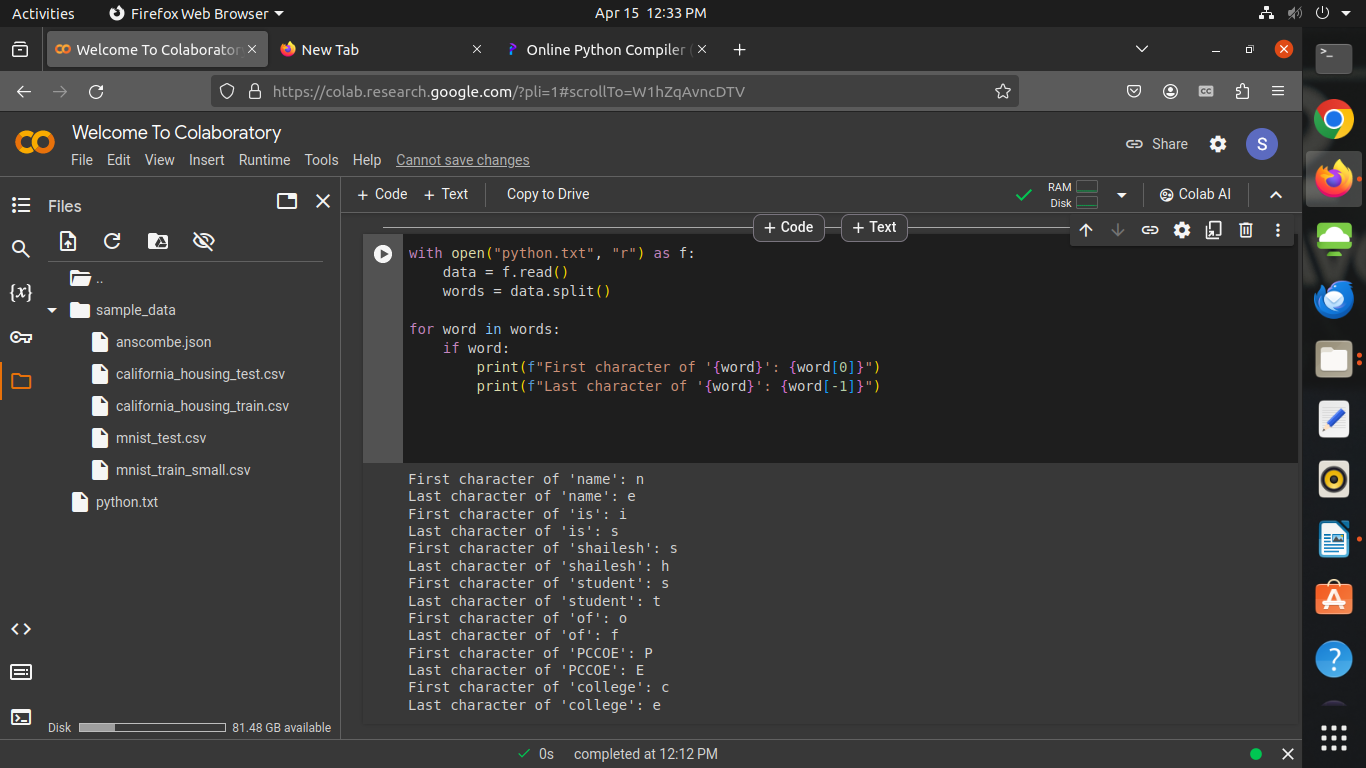 Activities
Firefox Web Browser
Apr 15 12:33 PM
Welcome To Colaborator
New Tab
Online Python Compiler (
https://colab.research.google.com/?pli=1#scrollTo=W1hZqAvncDTV
Welcome To Colaboratory
File Edit View Insert Runtime Tools Help Cannot save changes
Share
S
Files
+ Code + Text Copy to Drive
RAM
Disk
Colab AI
+ Code + Text
..
sample_data
anscombe.json
california_housing_test.csv
california_housing_train.csv
mnist_test.csv
mnist_train_small.csv
python.txt
{x}
Disk 81.48 GB available
with open("python.txt", "r") as f:
    data = f.read()
    words = data.split()
for word in words:
    if word:
        print(f"First character of '{word}': {word[0]}")
        print(f"Last character of '{word}': {word[-1]}")
First character of 'name': n
Last character of 'name': e
First character of 'is': i
Last character of 'is': s
First character of 'shailesh': s
Last character of 'shailesh': h
First character of 'student': s
Last character of 'student': t
First character of 'of': o
Last character of 'of': f
First character of 'PCCOE': P
Last character of 'PCCOE': E
First character of 'college': c
Last character of 'college': e
0s completed at 12:12 PM